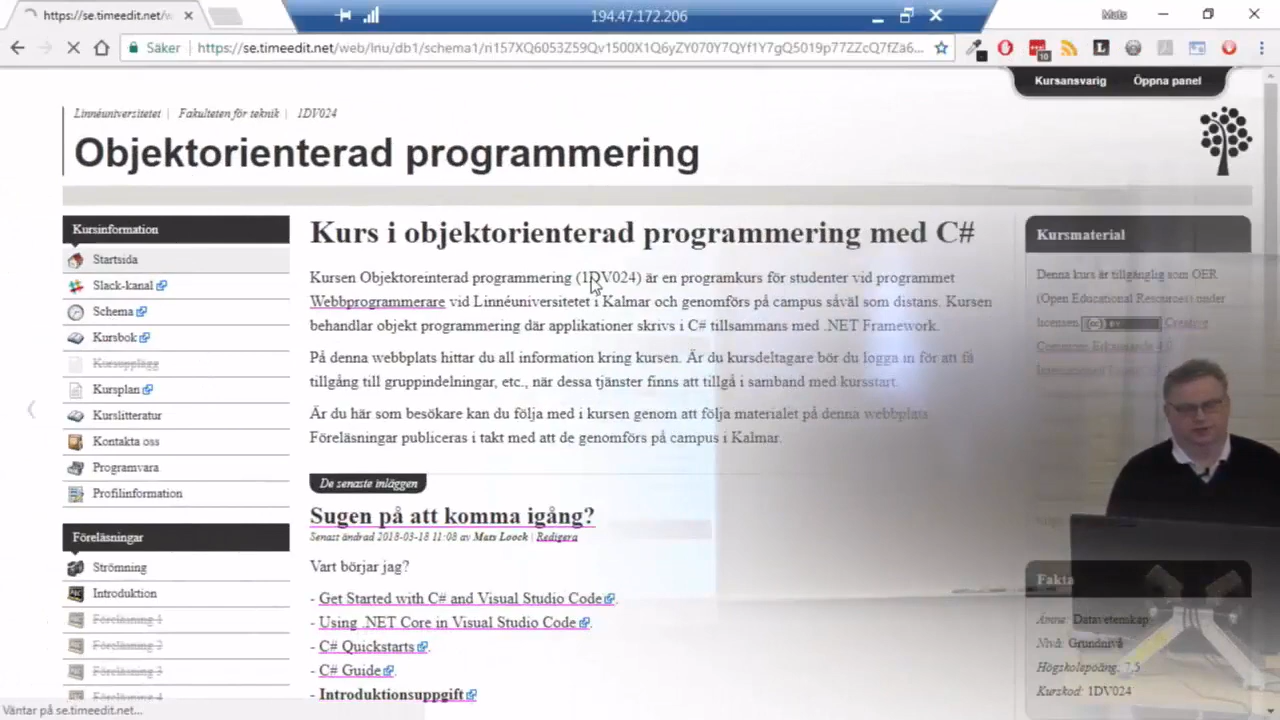 https://se.timeedit.net/w
194.47.172.206
Mats
Säker
https://se.timeedit.net/web/lnu/db1/schema1/ri157XQ6053Z59Qv1500X1Q6yZY070Y7QYf1Y7gQ5019p77ZZcQ7fZa6...
10
L
Kursansvarig
Öppna panel
Linnéuniversitetet | Fakulteten för teknik | 1DV024
Objektorienterad programmering
Kursinformation
Startsida
Slack-kanal
Schema
Kursbok
Kursupplägg
Kursplan
Kurslitteratur
Kontakta oss
Programvara
Profilinformation
Föreläsningar
Strömning
Introduktion
Föreläsning 1
Föreläsning 2
Föreläsning 3
Föreläsning 4
Kurs i objektorienterad programmering med C#
Kursen Objektoreinterad programmering (1DV024) är en programkurs för studenter vid programmet
Webbprogrammerare vid Linnéuniversitetet i Kalmar och genomförs på campus såväl som distans. Kursen
behandlar objekt programmering där applikationer skrivs i C# tillsammans med .NET Framework.
På denna webbplats hittar du all information kring kursen. Är du kursdeltagare bör du logga in för att få
tillgång till gruppindelningar, etc., när dessa tjänster finns att tillgå i samband med kursstart.
Är du här som besökare kan du följa med i kursen genom att följa materialet på denna webbplats
Föreläsningar publiceras i takt med att de genomförs på campus i Kalmar.
De senaste inläggen
Sugen på att komma igång?
Senast ändrad 2018-03-18 11:08 av Mats Loock | Redigera
Vart börjar jag?
- Get Started with C# and Visual Studio Code.
- Using .NET Core in Visual Studio Code.
- C# Quickstarts.
- C# Guide.
- Introduktionsuppgift
Kursmaterial
Denna kurs är tillgänglig som OER
(Open Educational Resources) under
licensen
Creative
Fakta
Ämne: Datavetenskap
Nivå: Grundnivå
Högskolepoäng: 7,5
Kurskod: 1DV024
Väntar på se.timeedit.net...